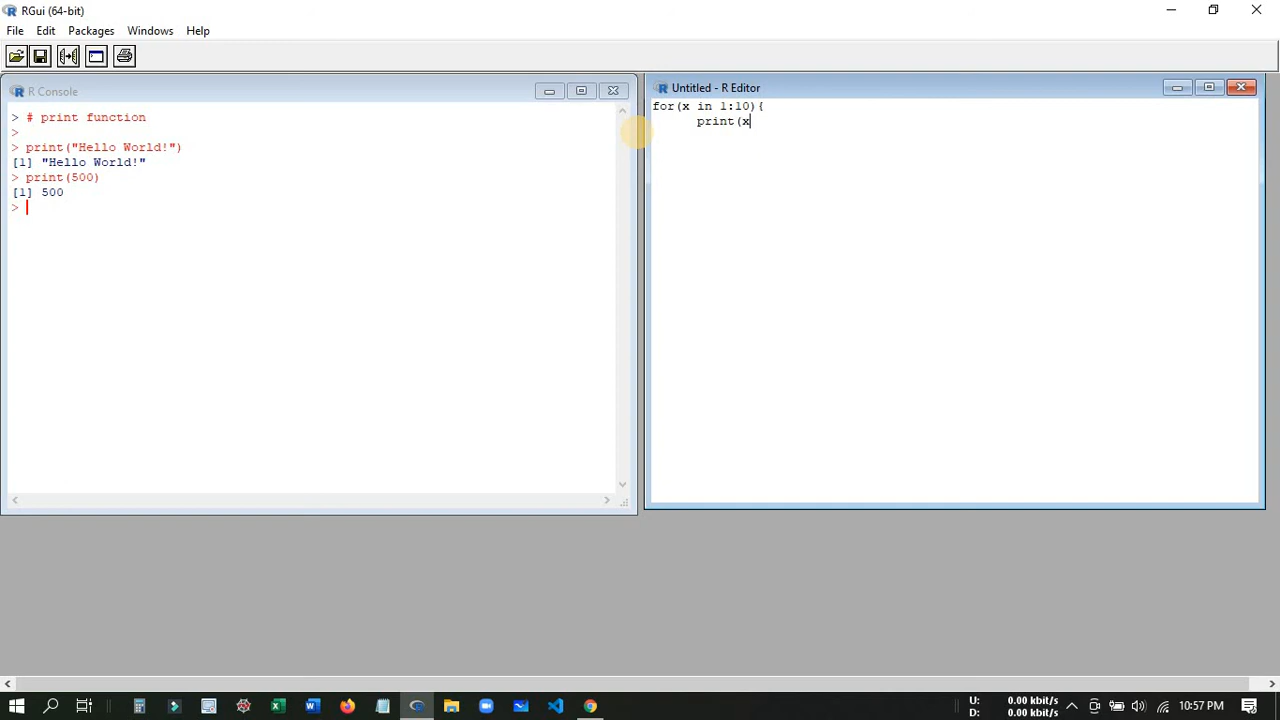 RGui (64-bit)
File Edit Packages Windows Help
R Console
> # print function
>
> print("Hello World!")
[1] "Hello World!"
> print(500)
[1] 500
>
Untitled - R Editor
for(x in 1:10){
print(x
U: 0.00 kbit/s
D: 0.00 kbit/s
10:57 PM